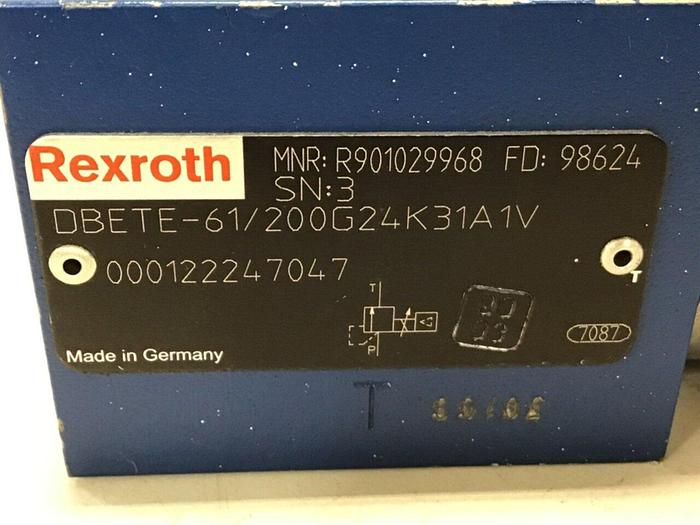 Rexroth MNR: R901029968 FD: 98624
SN:3
DBETE-61/200G24K31A1V
000122247047
T
T
P
7087
Made in Germany
T